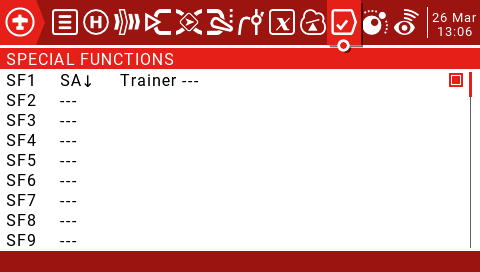 26 Mar
13:06
SPECIAL FUNCTIONS
SF1 SA↓ Trainer ---
SF2 ---
SF3 ---
SF4 ---
SF5 ---
SF6 ---
SF7 ---
SF8 ---
SF9 ---